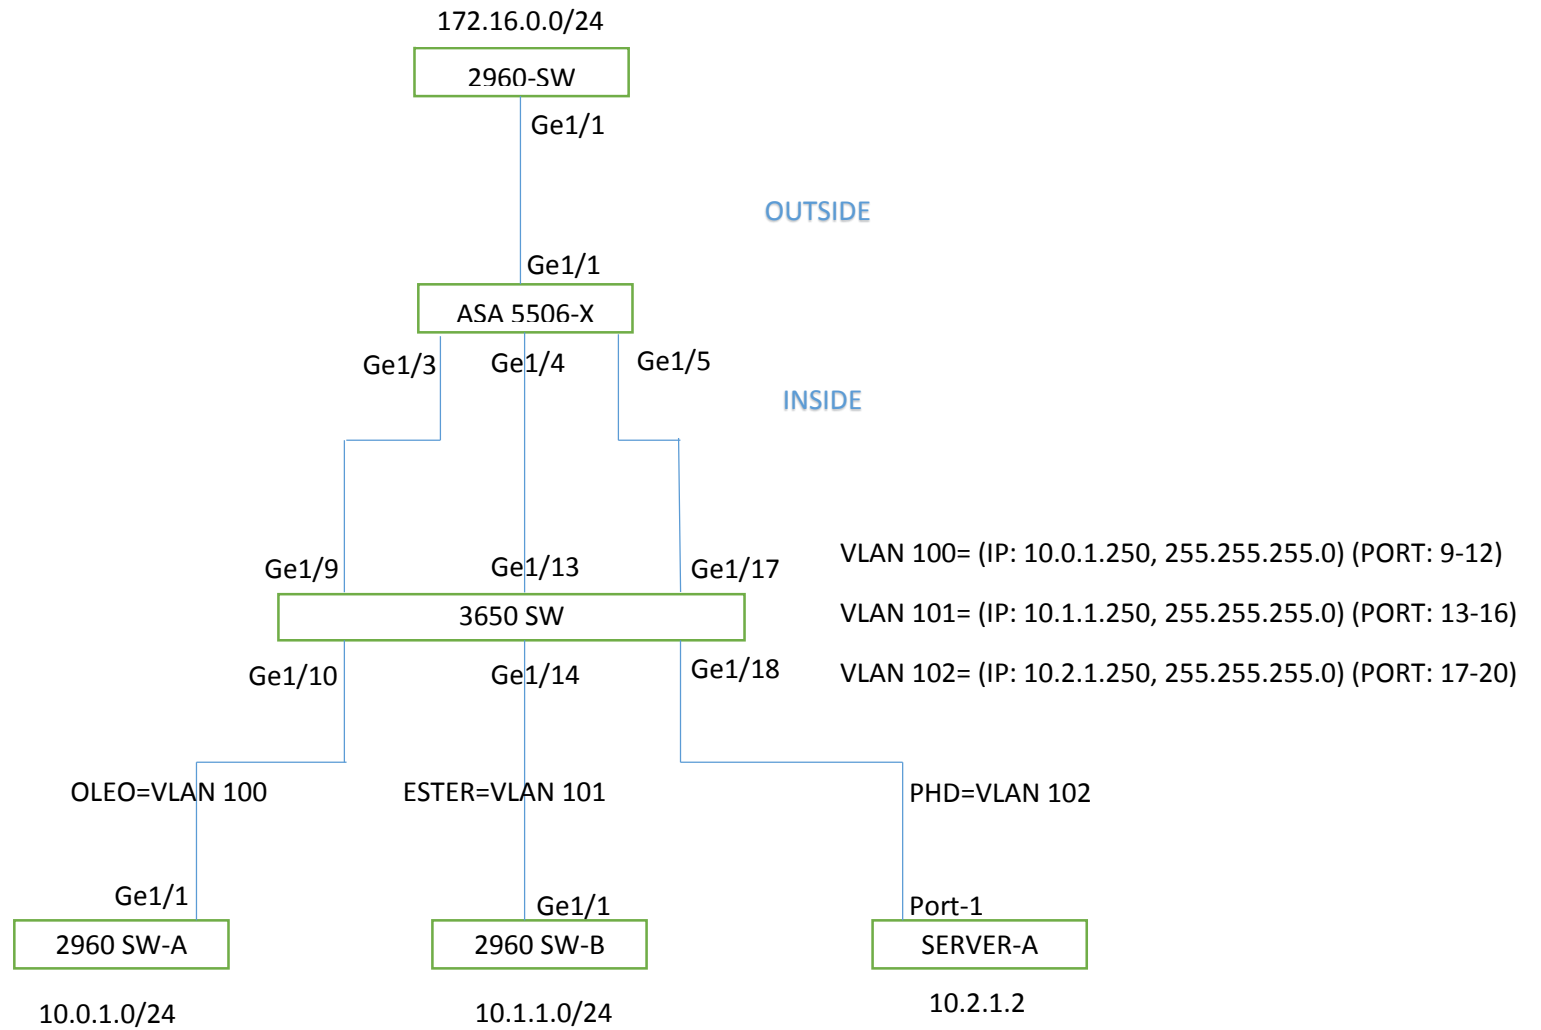 172.16.0.0/24
2960-SW
Ge1/1
OUTSIDE
Ge1/1
ASA 5506-X
Ge1/3
Ge1/4
Ge1/5
INSIDE
Ge1/9
Ge1/13
Ge1/17
VLAN 100= (IP: 10.0.1.250, 255.255.255.0) (PORT: 9-12)
3650 SW
VLAN 101= (IP: 10.1.1.250, 255.255.255.0) (PORT: 13-16)
Ge1/10
Ge1/14
Ge1/18
VLAN 102= (IP: 10.2.1.250, 255.255.255.0) (PORT: 17-20)
OLEO=VLAN 100
ESTER=VLAN 101
PHD=VLAN 102
Ge1/1
Ge1/1
Port-1
2960 SW-A
2960 SW-B
SERVER-A
10.0.1.0/24
10.1.1.0/24
10.2.1.2